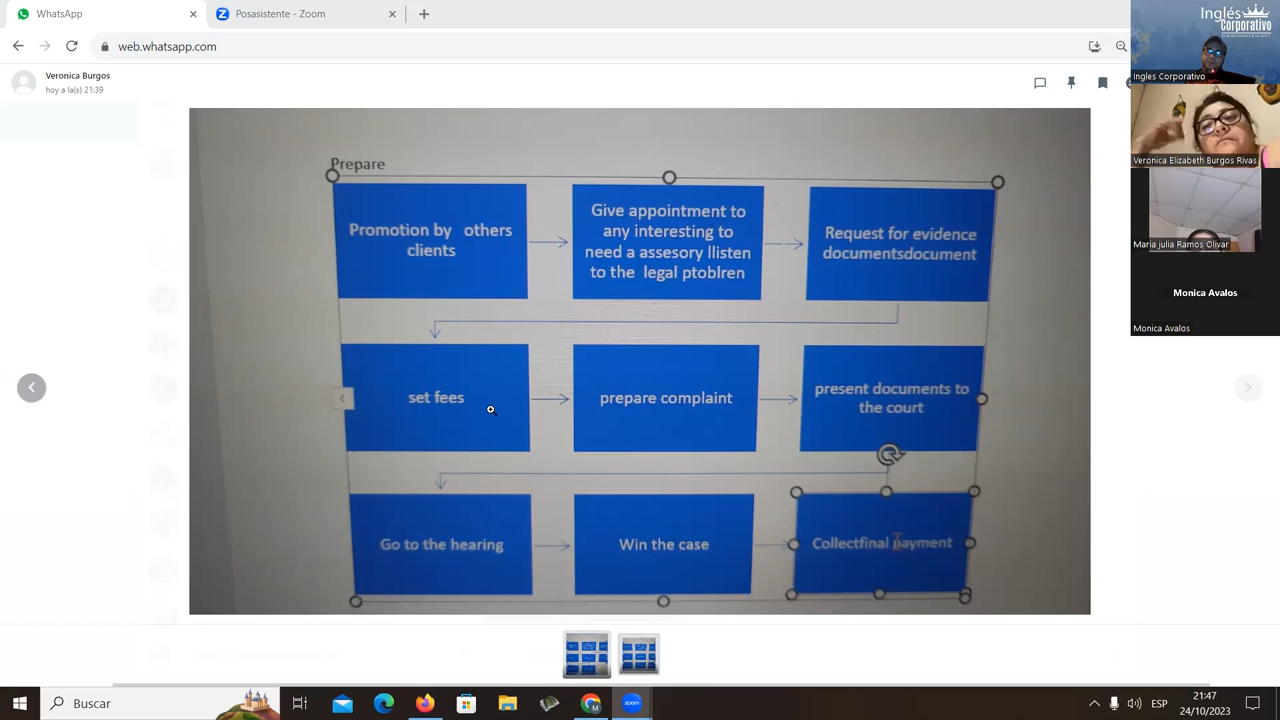 WhatsApp
Posasistente - Zoom
web.whatsapp.com
Veronica Burgos
hoy a la(s) 21:39
Prepare
Promotion by others
clients
Give appointment to
any interesting to
need a assesory llisten
to the legal ptoblren
Request for evidence
documentsdocument
set fees
prepare complaint
present documents to
the court
Go to the hearing
Win the case
Collectfinal payment
Inglés
Corporativo
Ingles Corporativo
Veronica Elizabeth Burgos Rivas
Maria julia Ramos Olivar
Monica Avalos
Monica Avalos
Buscar
zoom
ESP
21:47
24/10/2023